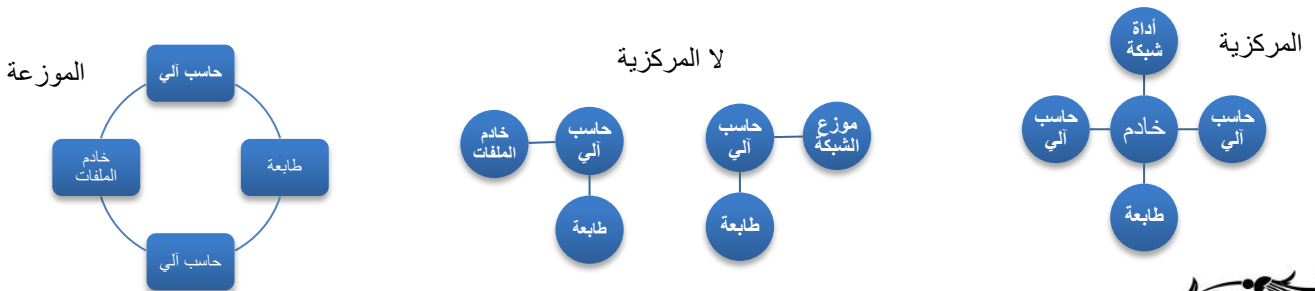 المركزية
أداة
شبكة
حاسب
آلي
خادم
حاسب
آلي
طابعة
لا المركزية
موزع
الشبكة
حاسب
آلي
طابعة
حاسب
آلي
خادم
الملفات
طابعة
الموزعة
حاسب آلي
طابعة
خادم
الملفات
حاسب آلي